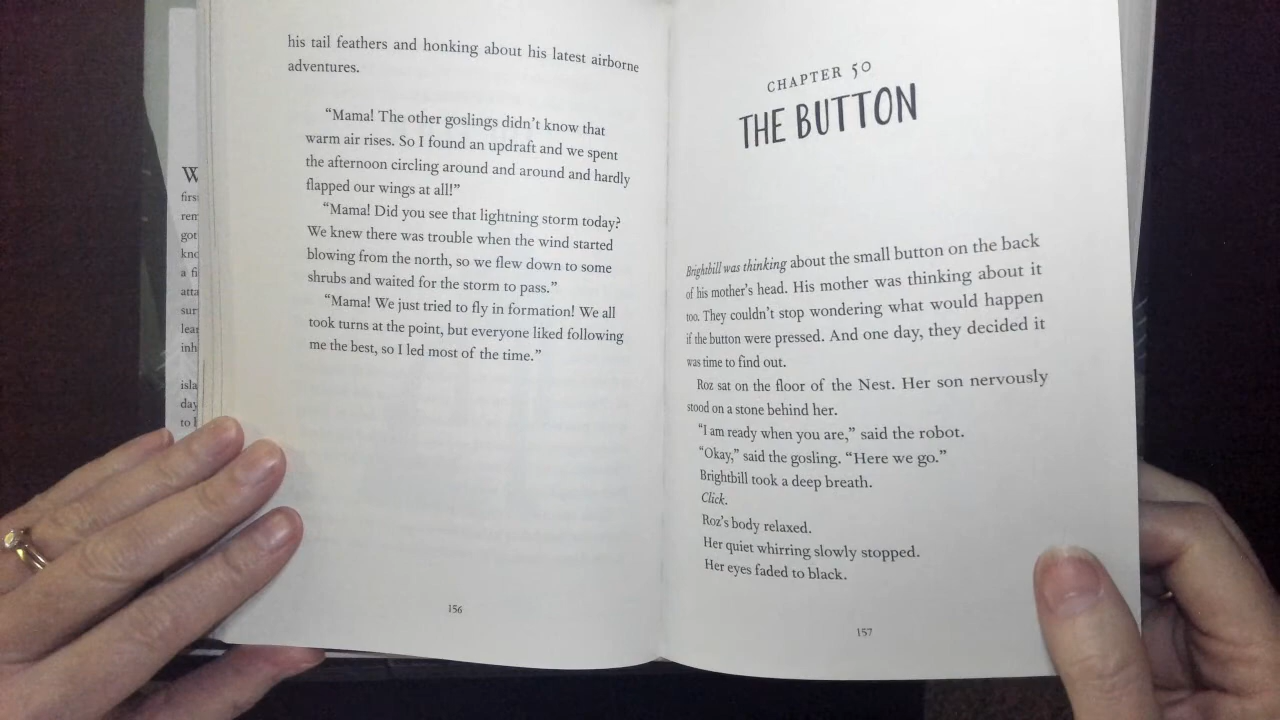 his tail feathers and honking about his latest airborne
adventures.
“Mama! The other goslings didn’t know that
warm air rises. So I found an updraft and we spent
the afternoon circling around and around and hardly
flapped our wings at all!”
“Mama! Did you see that lightning storm today?
We knew there was trouble when the wind started
blowing from the north, so we flew down to some
shrubs and waited for the storm to pass.”
“Mama! We just tried to fly in formation! We all
took turns at the point, but everyone liked following
me the best, so I led most of the time.”
156
CHAPTER 50
THE BUTTON
Brightbill was thinking about the small button on the back
of his mother’s head. His mother was thinking about it
too. They couldn’t stop wondering what would happen
if the button were pressed. And one day, they decided it
was time to find out.
Roz sat on the floor of the Nest. Her son nervously
stood on a stone behind her.
“I am ready when you are,” said the robot.
“Okay,” said the gosling. “Here we go.”
Brightbill took a deep breath.
Click.
Roz’s body relaxed.
Her quiet whirring slowly stopped.
Her eyes faded to black.
157